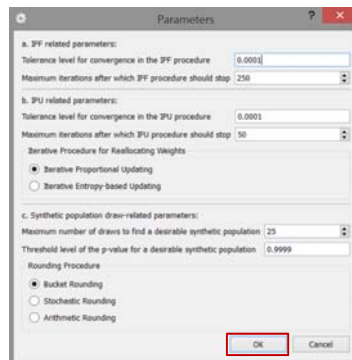 Parameters
?
a. IPF related parameters:
Tolerance level for convergence in the IPF procedure 0.0001
Maximum iterations after which IPF procedure should stop 250
b. IPU related parameters:
Tolerance level for convergence in the IPU procedure 0.0001
Maximum iterations after which IPU procedure should stop 50
Iterative Procedure for Reallocating Weights
Iterative Proportional Updating
Iterative Entropy-based Updating
c. Synthetic population draw-related parameters:
Maximum number of draws to find a desirable synthetic population 25
Threshold level of the p-value for a desirable synthetic population 0.9999
Rounding Procedure
Bucket Rounding
Stochastic Rounding
Arithmetic Rounding
OK Cancel